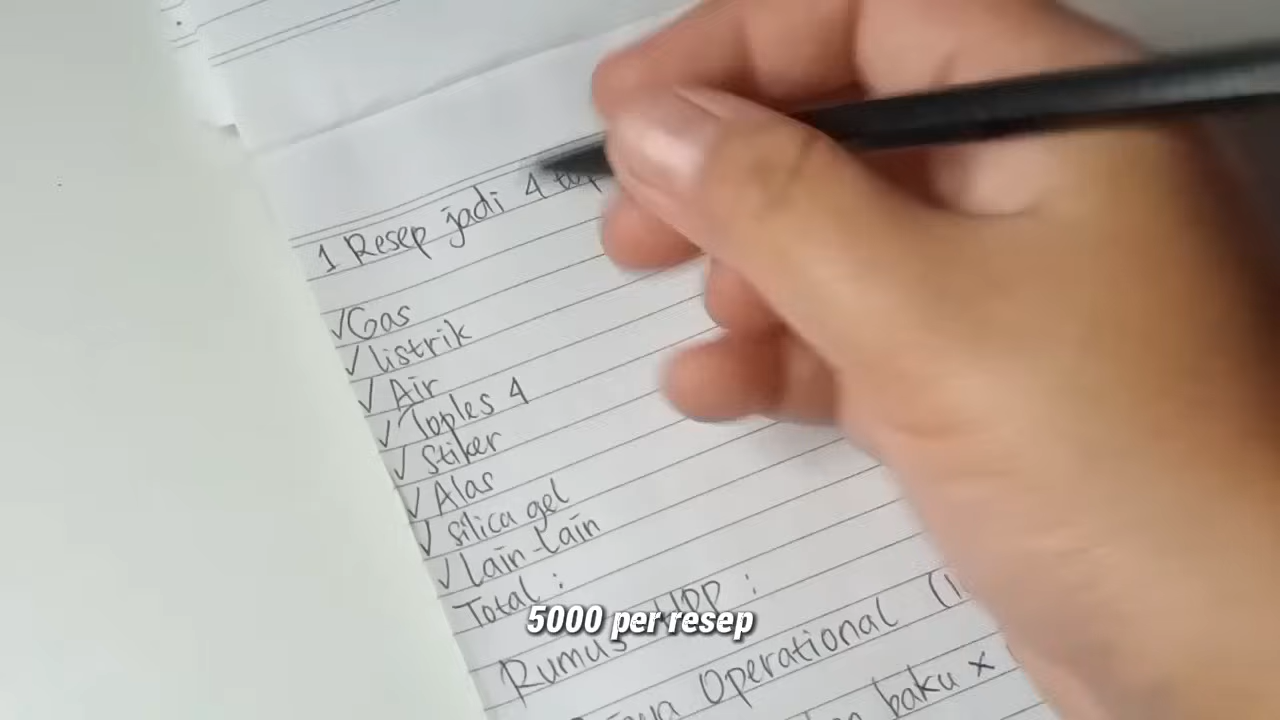 1 Resep jadi 4
√ Gas
√ listrik
√ Air
√ Toples 4
√ Stiker
√ Alas
√ silica gel
√ Lain-Lain
Total :
Rumus HPP :
Operational
baku x
5000 per resep